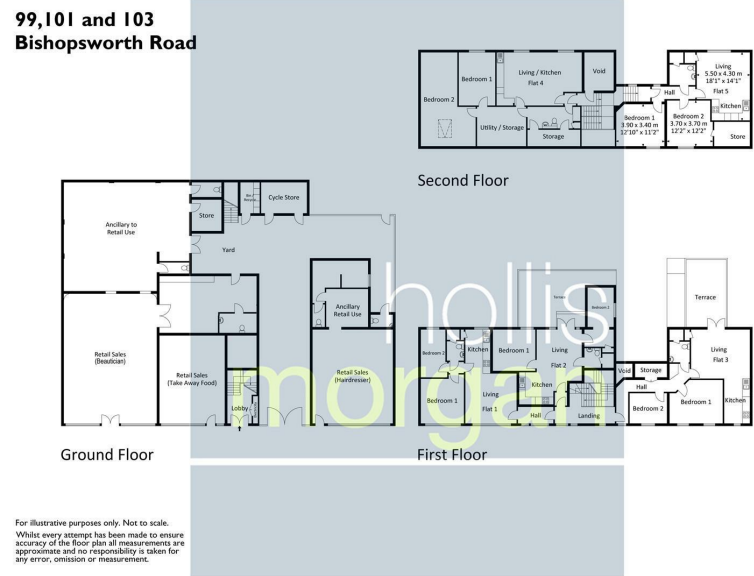 99,101 and 103
Bishopsworth Road
Living / Kitchen
Flat 4
Bedroom 1
Void
Bedroom 2
Utility / Storage
Storage
Hall
Living
5.50 x 4.30 m
18'1" x 14'1"
Flat 5
Kitchen
Bedroom 1
3.90 x 3.40 m
12'10" x 11'2"
Bedroom 2
3.70 x 3.70 m
12'2" x 12'2"
Store
Second Floor
Ancillary to
Retail Use
Store
Cycle Store
Yard
Ancillary
Retail Use
Retail Sales
(Beautician)
Retail Sales
(Take Away Food)
Retail Sales
(Hairdresser)
Lobby
Ground Floor
hollis
morgan
Terrace
Bedroom 2
Bedroom 2
Kitchen
Bedroom 1
Living
Flat 2
Bedroom 1
Living
Flat 1
Kitchen
Hall
Landing
Void
Storage
Hall
Bedroom 2
Bedroom 1
Terrace
Living
Flat 3
Kitchen
First Floor
For illustrative purposes only. Not to scale.
Whilst every attempt has been made to ensure
accuracy of the floor plan all measurements are
approximate and no responsibility is taken for
any error, omission or measurement.